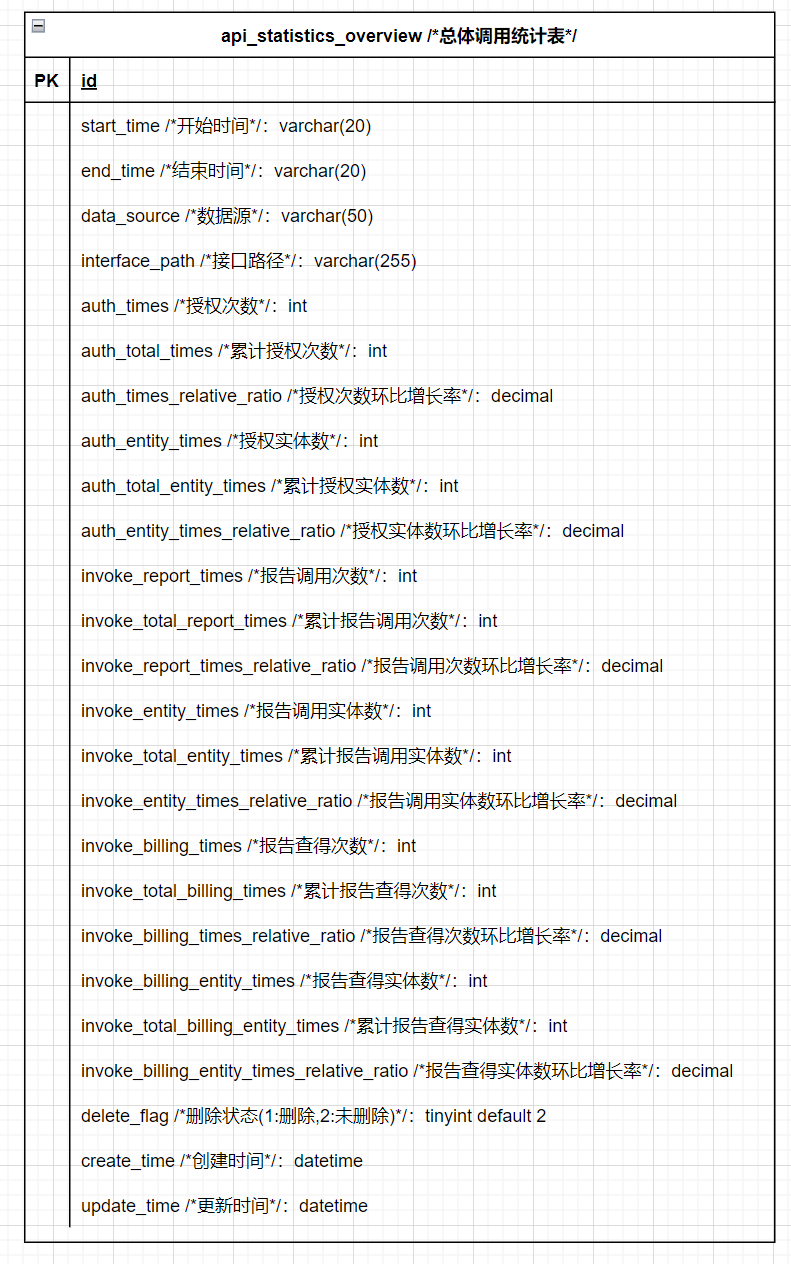 api_statistics_overview /*总体调用统计表*/
PK id
start_time /*开始时间*/：varchar(20)
end_time /*结束时间*/：varchar(20)
data_source /*数据源*/：varchar(50)
interface_path /*接口路径*/：varchar(255)
auth_times /*授权次数*/：int
auth_total_times /*累计授权次数*/：int
auth_times_relative_ratio /*授权次数环比增长率*/：decimal
auth_entity_times /*授权实体数*/：int
auth_total_entity_times /*累计授权实体数*/：int
auth_entity_times_relative_ratio /*授权实体数环比增长率*/：decimal
invoke_report_times /*报告调用次数*/：int
invoke_total_report_times /*累计报告调用次数*/：int
invoke_report_times_relative_ratio /*报告调用次数环比增长率*/：decimal
invoke_entity_times /*报告调用实体数*/：int
invoke_total_entity_times /*累计报告调用实体数*/：int
invoke_entity_times_relative_ratio /*报告调用实体数环比增长率*/：decimal
invoke_billing_times /*报告查得次数*/：int
invoke_total_billing_times /*累计报告查得次数*/：int
invoke_billing_times_relative_ratio /*报告查得次数环比增长率*/：decimal
invoke_billing_entity_times /*报告查得实体数*/：int
invoke_total_billing_entity_times /*累计报告查得实体数*/：int
invoke_billing_entity_times_relative_ratio /*报告查得实体数环比增长率*/：decimal
delete_flag /*删除状态(1:删除,2:未删除)*/：tinyint default 2
create_time /*创建时间*/：datetime
update_time /*更新时间*/：datetime